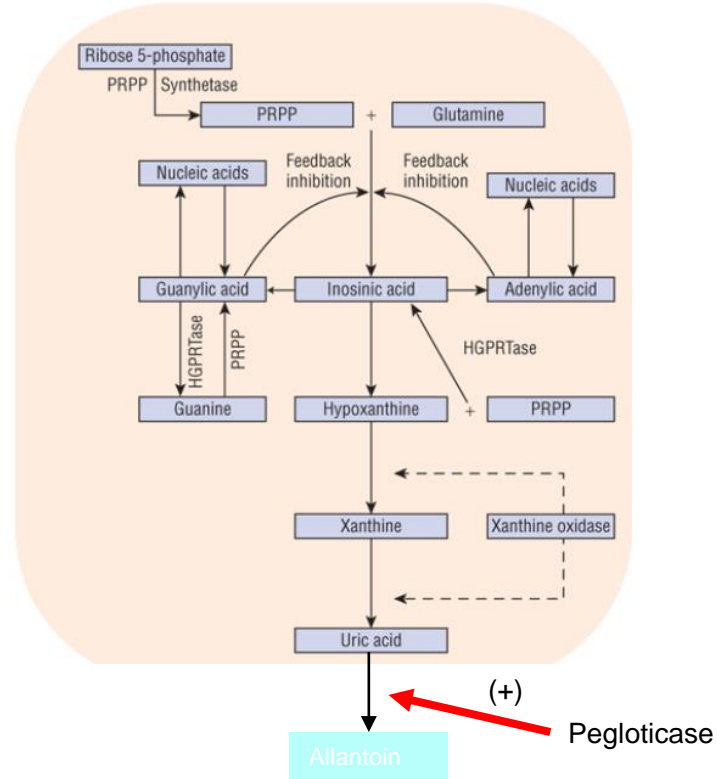 Ribose 5-phosphate
PRPP Synthetase
PRPP + Glutamine
Feedback
inhibition
Feedback
inhibition
Nucleic acids
Nucleic acids
Guanylic acid
Inosinic acid
Adenylic acid
HGPRTase
PRPP
HGPRTase
Guanine
Hypoxanthine + PRPP
Xanthine
Xanthine oxidase
Uric acid
(+)
Pegloticase
Allantoin